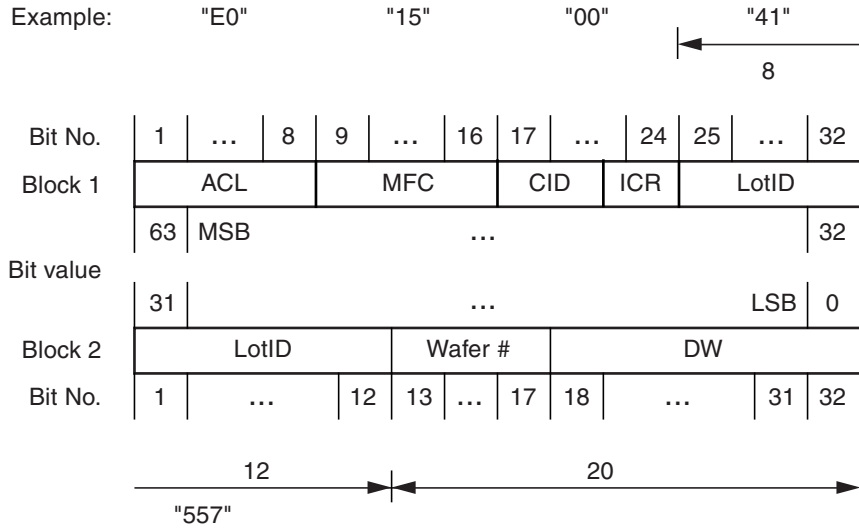 Example: "E0" "15" "00" "41"
8
Bit No. 1 ... 8 9 ... 16 17 ... 24 25 ... 32
Block 1 ACL MFC CID ICR LotID
63 MSB ... 32
Bit value
31 ... LSB 0
Block 2 LotID Wafer # DW
Bit No. 1 ... 12 13 ... 17 18 ... 31 32
12 20
"557"